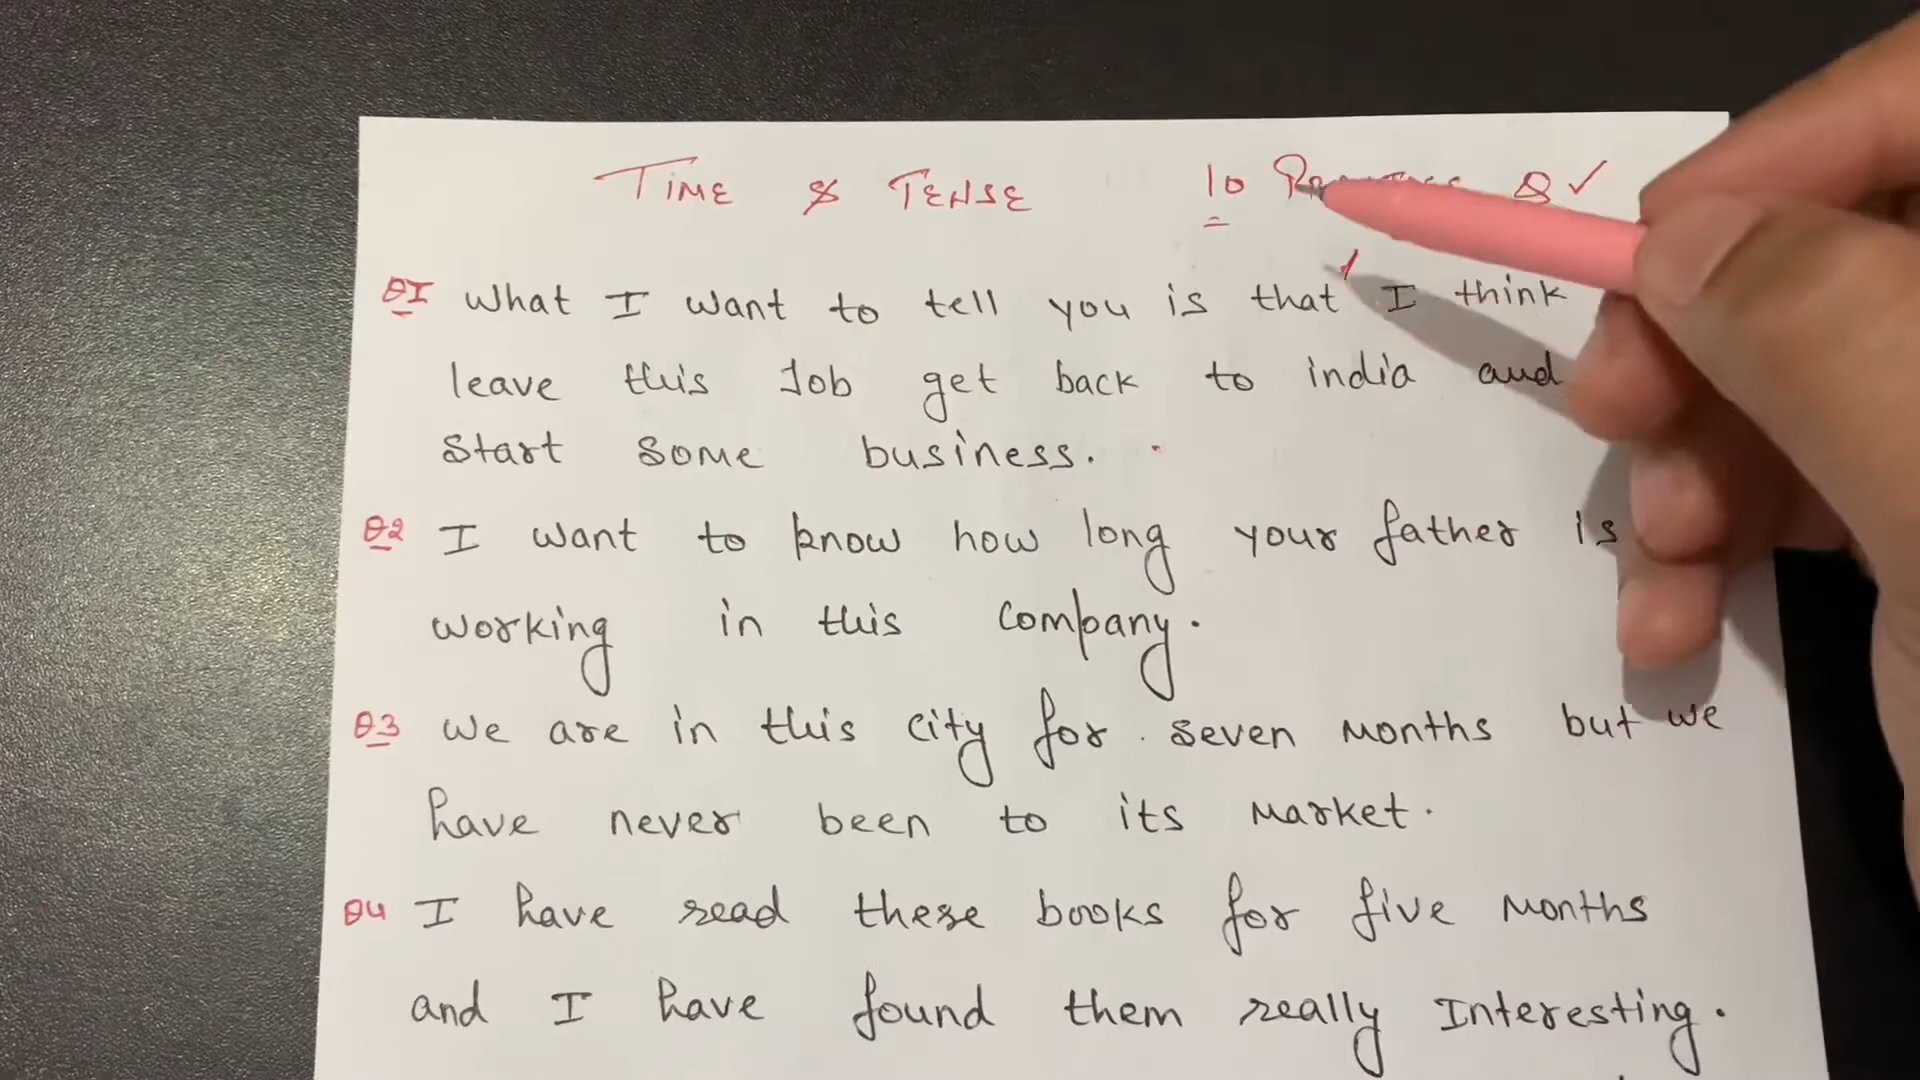 TIME & TENSE 10 Q ✓
Q1 What I want to tell you is that I think
leave this Job get back to india and
start some business.
Q2 I want to know how long your father is
working in this company.
Q3 We are in this city for seven months but we
have never been to its market.
Q4 I have read these books for five months
and I have found them really Interesting.